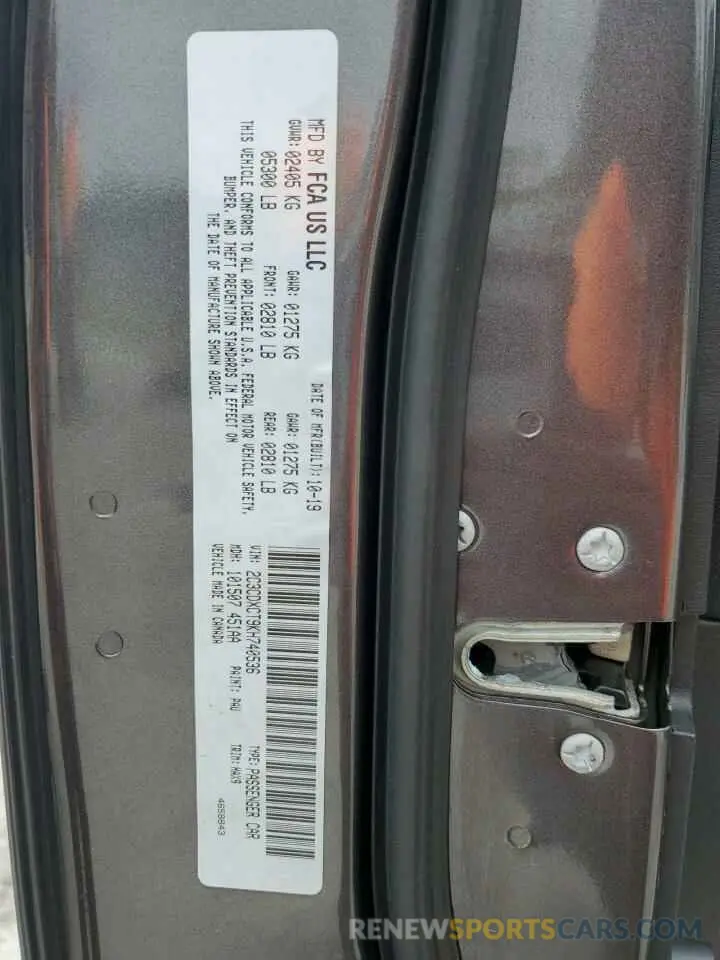 MFD BY FCA US LLC
DATE OF MFR(BUILT): 10-19
GVWR: 02405 KG
GAWR: 01275 KG
GAWR: 01275 KG
05300 LB
FRONT: 02810 LB
REAR: 02810 LB
THIS VEHICLE CONFORMS TO ALL APPLICABLE U.S.A. FEDERAL MOTOR VEHICLE SAFETY,
BUMPER, AND THEFT PREVENTION STANDARDS IN EFFECT ON
THE DATE OF MANUFACTURE SHOWN ABOVE.
VIN: 2C3CDXCT9KH740536
TYPE: PASSENGER CAR
MDH: 101507 451AA
PAINT: PAU
TRIM: HAX9
VEHICLE MADE IN CANADA
4658843
RENEWSPORTSCARS.COM